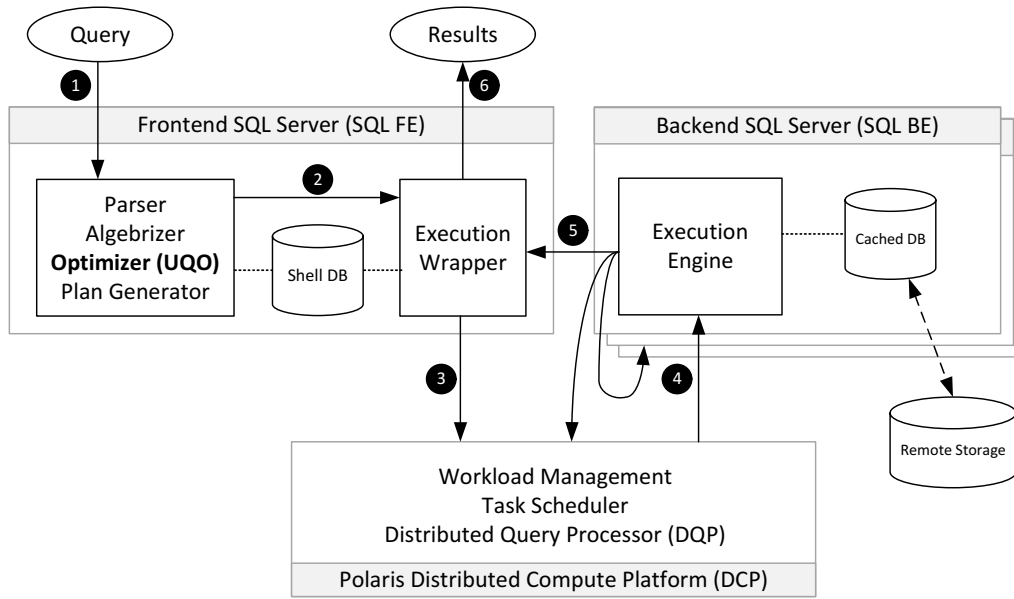 Query
Results
1
6
Frontend SQL Server (SQL FE)
Backend SQL Server (SQL BE)
2
Parser
Algebrizer
Optimizer (UQO)
Plan Generator
Shell DB
Execution
Wrapper
5
Execution
Engine
Cached DB
3
4
Remote Storage
Workload Management
Task Scheduler
Distributed Query Processor (DQP)
Polaris Distributed Compute Platform (DCP)